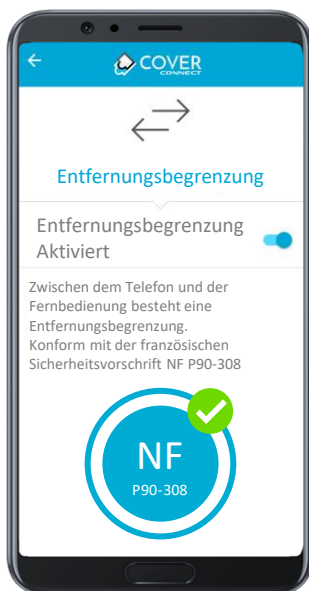 COVER
CONNECT
Entfernungsbegrenzung
Entfernungsbegrenzung
Aktiviert
Zwischen dem Telefon und der
Fernbedienung besteht eine
Entfernungsbegrenzung.
Konform mit der französischen
Sicherheitsvorschrift NF P90-308
NF
P90-308